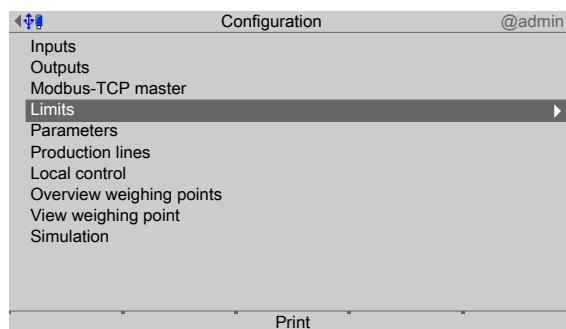 Configuration @admin
Inputs
Outputs
Modbus-TCP master
Limits
Parameters
Production lines
Local control
Overview weighing points
View weighing point
Simulation
Print